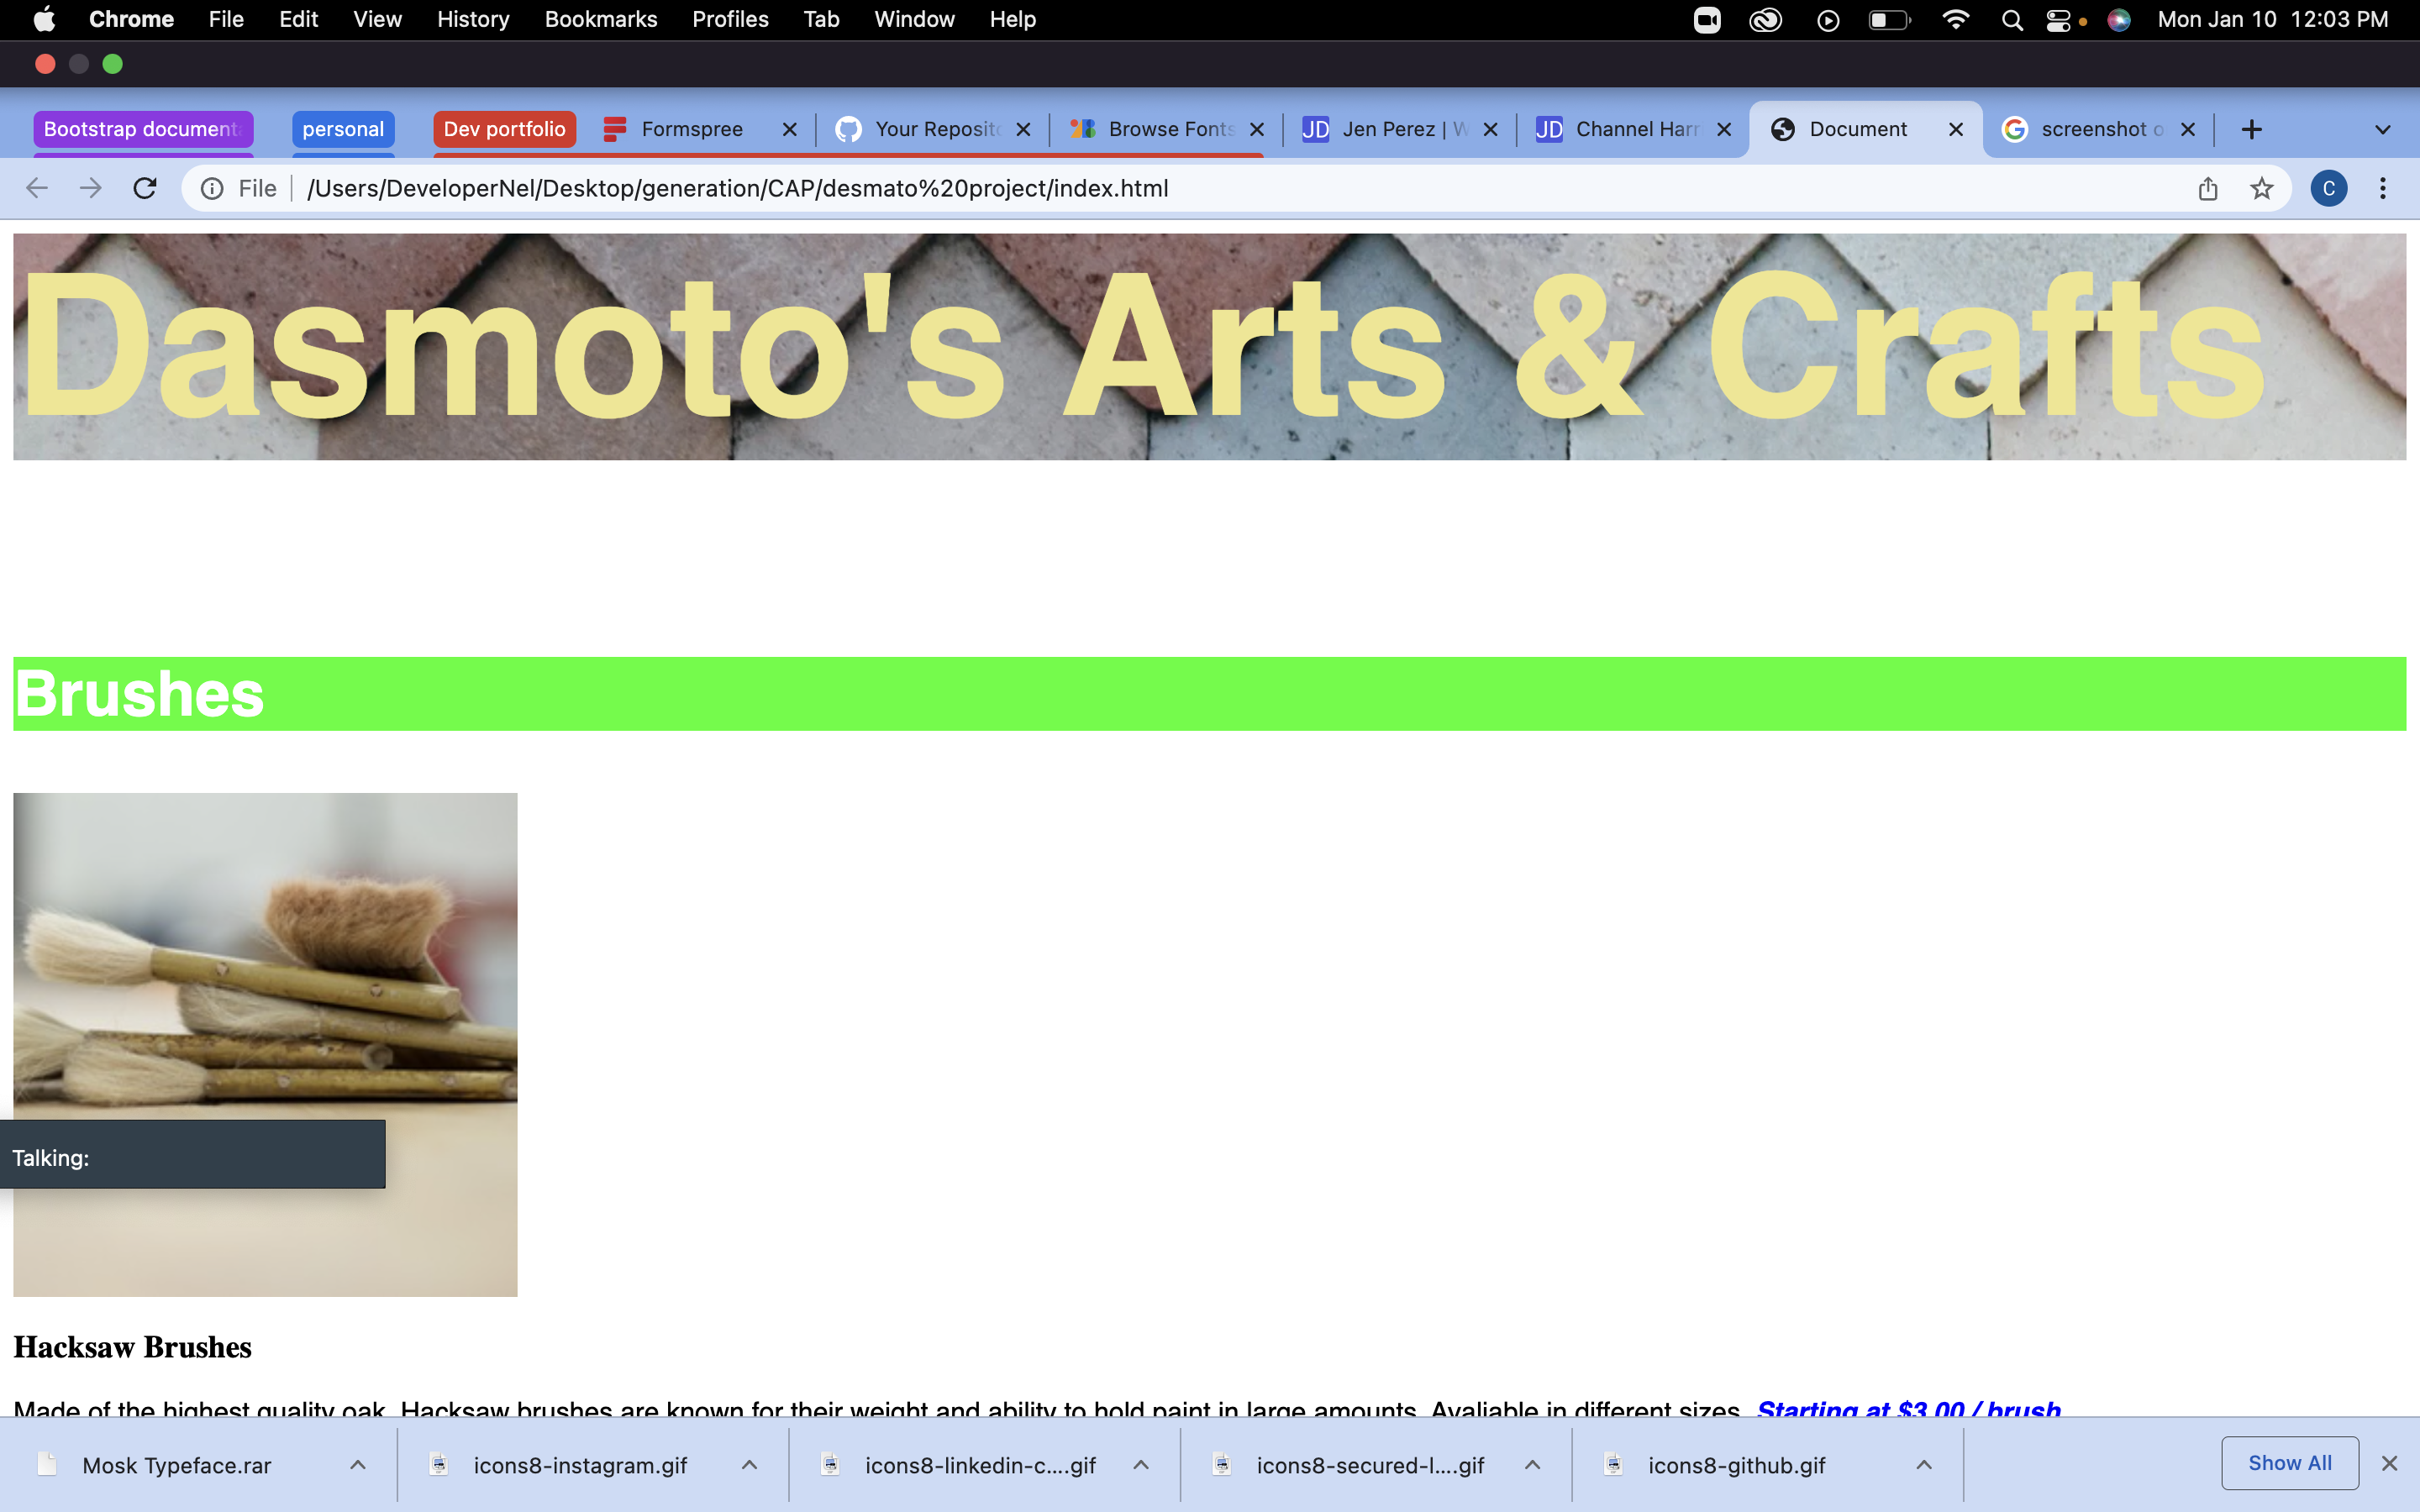 Chrome File Edit View History Bookmarks Profiles Tab Window Help Mon Jan 10 12:03 PM
Bootstrap document personal Dev portfolio Formspree Your Reposit Browse Fonts Jen Perez | JD Channel Harr JD Document screenshot o
File /Users/DeveloperNel/Desktop/generation/CAP/desmato%20project/index.html C
Dasmoto's Arts & Crafts
Brushes
Talking:
Hacksaw Brushes
Made of the highest quality oak, Hacksaw brushes are known for their weight and ability to hold paint in large amounts. Avaliable in different sizes. Starting at $3.00 / brush
Mosk Typeface.rar icons8-instagram.gif icons8-linkedin-c....gif icons8-secured-l....gif icons8-github.gif Show All